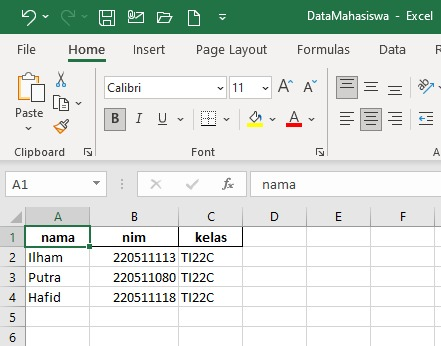 DataMahasiswa - Excel
File Home Insert Page Layout Formulas Data R
Calibri 11 A A
Paste B I U A ab
Clipboard Font A
A1 fx nama
A B C D E F
1 nama nim kelas
2 Ilham 220511113 TI22C
3 Putra 220511080 TI22C
4 Hafid 220511118 TI22C
5
6